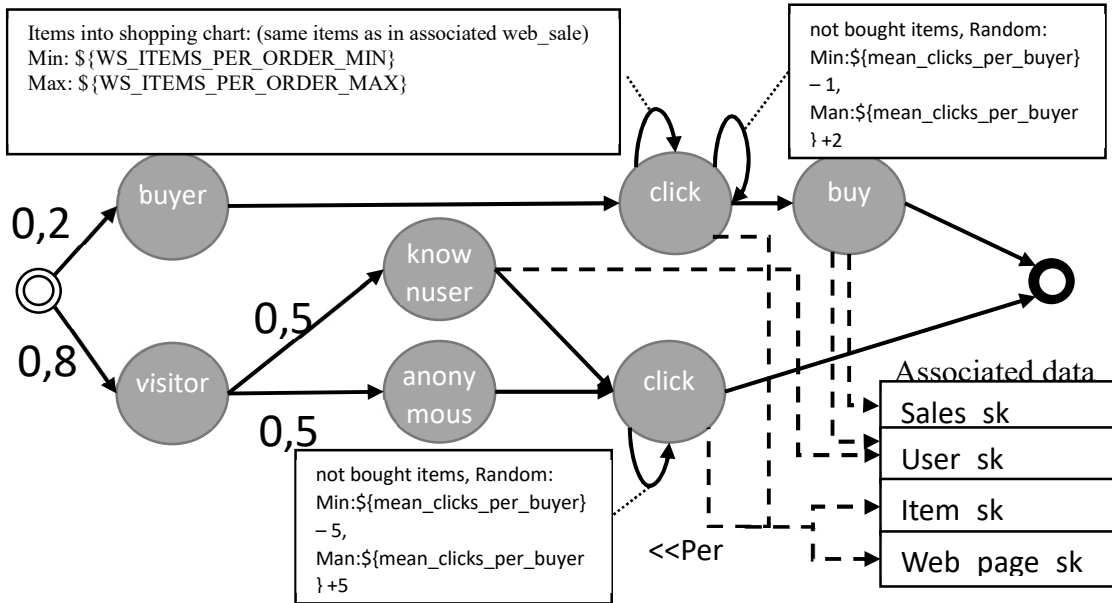 Items into shopping chart: (same items as in associated web_sale)
Min: ${WS_ITEMS_PER_ORDER_MIN}
Max: ${WS_ITEMS_PER_ORDER_MAX}
not bought items, Random:
Min:${mean_clicks_per_buyer}
– 1,
Man:${mean_clicks_per_buyer
} +2
buyer
click
buy
0,2
know
nuser
0,5
0,8
visitor
anony
mous
click
0,5
Associated data
Sales sk
User sk
Item sk
Web page sk
not bought items, Random:
Min:${mean_clicks_per_buyer}
– 5,
Man:${mean_clicks_per_buyer
} +5
<<Per